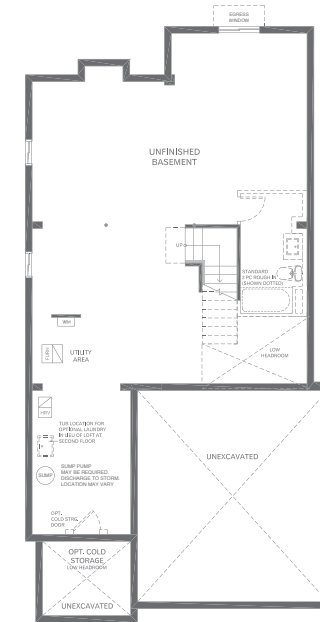 EGRESS
WINDOW
UNFINISHED
BASEMENT
UP
STANDARD
3 PC ROUGH IN
(SHOWN DOTTED)
WH
FURN
UTILITY
AREA
LOW
HEADROOM
HRV
TUB LOCATION FOR
OPTIONAL LAUNDRY
IN LIEU OF LOFT AT
SECOND FLOOR
SUMP
SUMP PUMP
MAY BE REQUIRED.
DISCHARGE TO STORM.
LOCATION MAY VARY
UNEXCAVATED
OPT.
COLD STRG.
DOOR
OPT. COLD
STORAGE
LOW HEADROOM
UNEXCAVATED